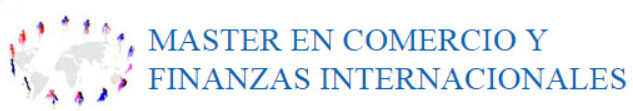 MASTER EN COMERCIO Y
FINANZAS INTERNACIONALES